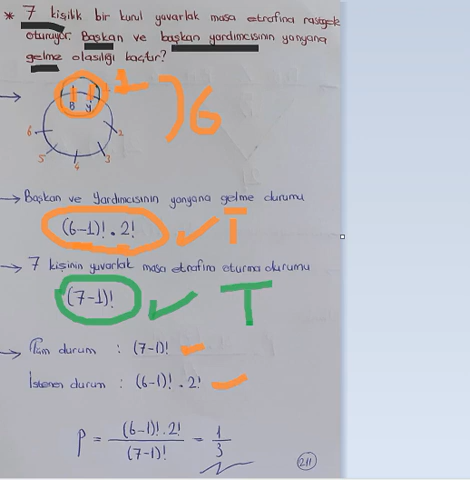 * 7 kişilik bir kurul yuvarlak masa etrafına rastgele
oturuyor. Başkan ve başkan yardımcısının yanyana
gelme olasılığı kaçtır?
1
6
B Y
6
2
5
4
3
→ Başkan ve Yardımcısının yanyana gelme durumu
(6-1)! . 2! ✓ İ
→ 7 kişinin yuvarlak masa etrafına oturma durumu
(7-1)! ✓ T
→ Tüm durum : (7-1)!
İstenen durum : (6-1)! . 2!
P = (6-1)! . 2! / (7-1)! = 1/3
211